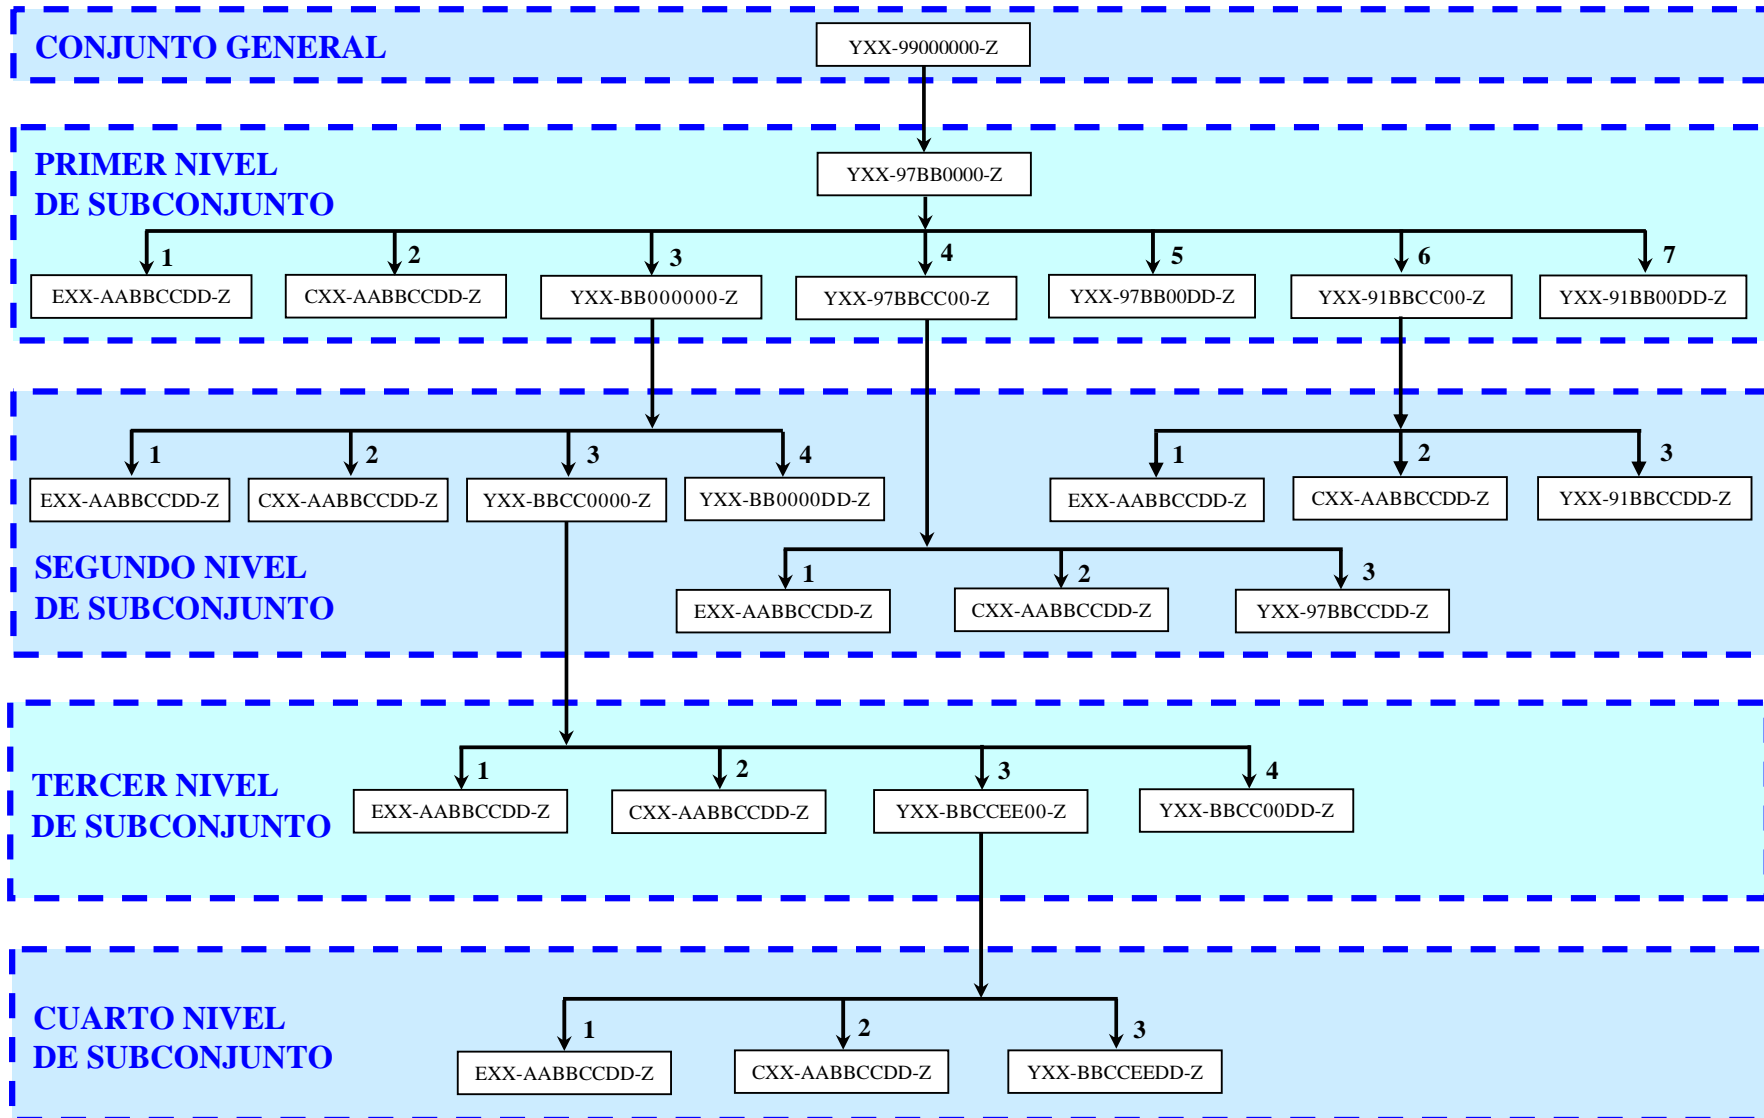 CONJUNTO GENERAL
YXX-99000000-Z
PRIMER NIVEL
DE SUBCONJUNTO
YXX-97BB0000-Z
1
2
3
4
5
6
7
EXX-AABBCCDD-Z
CXX-AABBCCDD-Z
YXX-BB000000-Z
YXX-97BBCC00-Z
YXX-97BB00DD-Z
YXX-91BBCC00-Z
YXX-91BB00DD-Z
1
2
3
4
1
2
3
EXX-AABBCCDD-Z
CXX-AABBCCDD-Z
YXX-BBCC0000-Z
YXX-BB0000DD-Z
EXX-AABBCCDD-Z
CXX-AABBCCDD-Z
YXX-91BBCCDD-Z
SEGUNDO NIVEL
DE SUBCONJUNTO
1
2
3
EXX-AABBCCDD-Z
CXX-AABBCCDD-Z
YXX-97BBCCDD-Z
TERCER NIVEL
DE SUBCONJUNTO
1
2
3
4
EXX-AABBCCDD-Z
CXX-AABBCCDD-Z
YXX-BBCCEE00-Z
YXX-BBCC00DD-Z
CUARTO NIVEL
DE SUBCONJUNTO
1
2
3
EXX-AABBCCDD-Z
CXX-AABBCCDD-Z
YXX-BBCCEEDD-Z